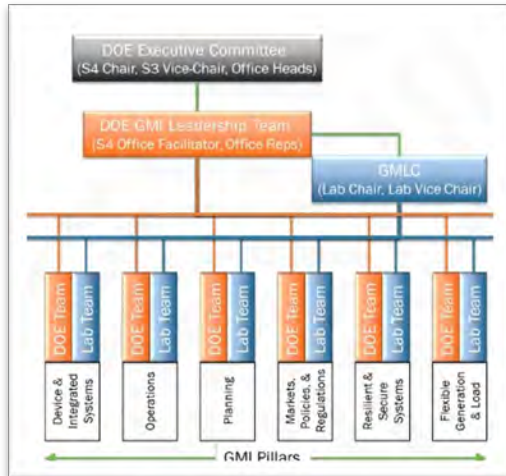 DOE Executive Committee
(S4 Chair, S3 Vice-Chair, Office Heads)
DOE GMI Leadership Team
(S4 Office Facilitator, Office Reps)
GMLC
(Lab Chair, Lab Vice Chair)
DOE Team
Lab Team
DOE Team
Lab Team
DOE Team
Lab Team
DOE Team
Lab Team
DOE Team
Lab Team
DOE Team
Lab Team
Device &
Integrated
Systems
Operations
Planning
Markets,
Policies, &
Regulations
Resilient &
Secure
Systems
Flexible
Generation
& Load
GMI Pillars